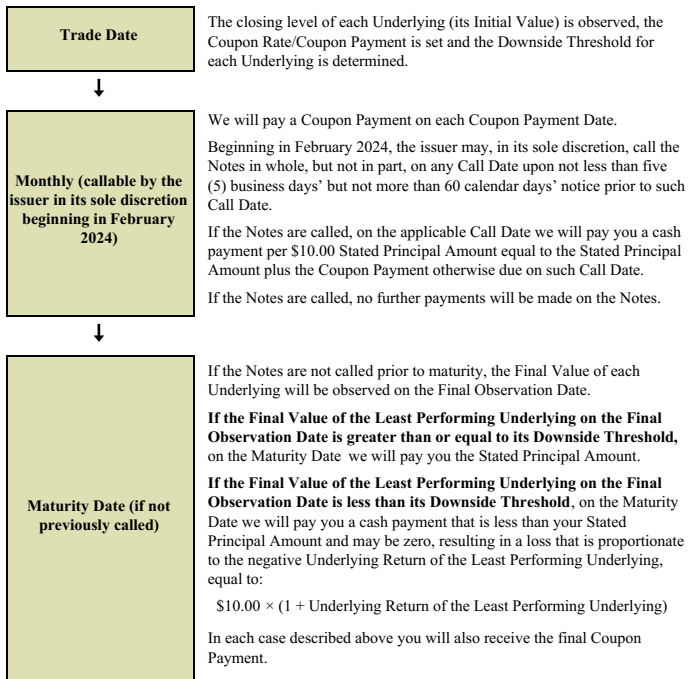 Trade Date
The closing level of each Underlying (its Initial Value) is observed, the
Coupon Rate/Coupon Payment is set and the Downside Threshold for
each Underlying is determined.
Monthly (callable by the
issuer in its sole discretion
beginning in February
2024)
We will pay a Coupon Payment on each Coupon Payment Date.
Beginning in February 2024, the issuer may, in its sole discretion, call the
Notes in whole, but not in part, on any Call Date upon not less than five
(5) business days’ but not more than 60 calendar days’ notice prior to such
Call Date.
If the Notes are called, on the applicable Call Date we will pay you a cash
payment per $10.00 Stated Principal Amount equal to the Stated Principal
Amount plus the Coupon Payment otherwise due on such Call Date.
If the Notes are called, no further payments will be made on the Notes.
Maturity Date (if not
previously called)
If the Notes are not called prior to maturity, the Final Value of each
Underlying will be observed on the Final Observation Date.
If the Final Value of the Least Performing Underlying on the Final
Observation Date is greater than or equal to its Downside Threshold,
on the Maturity Date we will pay you the Stated Principal Amount.
If the Final Value of the Least Performing Underlying on the Final
Observation Date is less than its Downside Threshold, on the Maturity
Date we will pay you a cash payment that is less than your Stated
Principal Amount and may be zero, resulting in a loss that is proportionate
to the negative Underlying Return of the Least Performing Underlying,
equal to:
$10.00 × (1 + Underlying Return of the Least Performing Underlying)
In each case described above you will also receive the final Coupon
Payment.